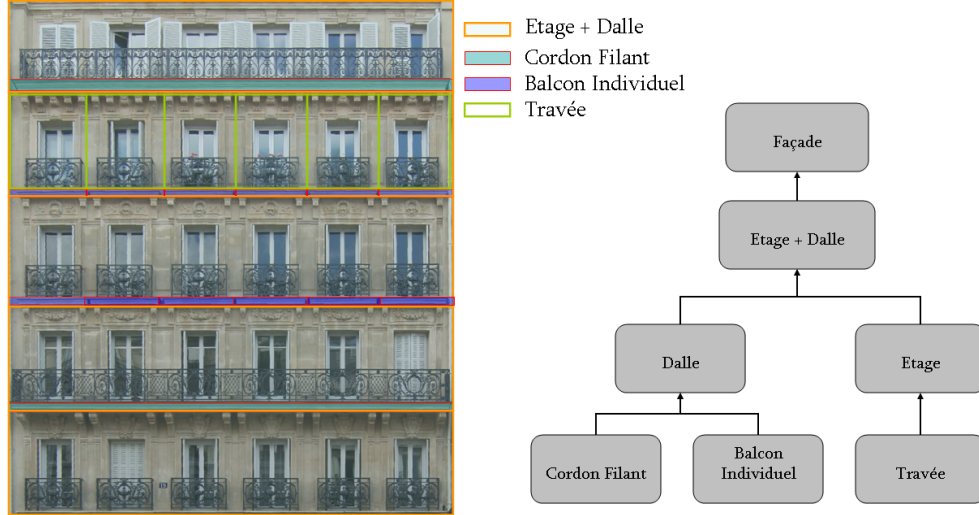 Etage + Dalle
Cordon Filant
Balcon Individuel
Travée
Façade
Etage + Dalle
Dalle
Etage
Cordon Filant
Balcon
Individuel
Travée